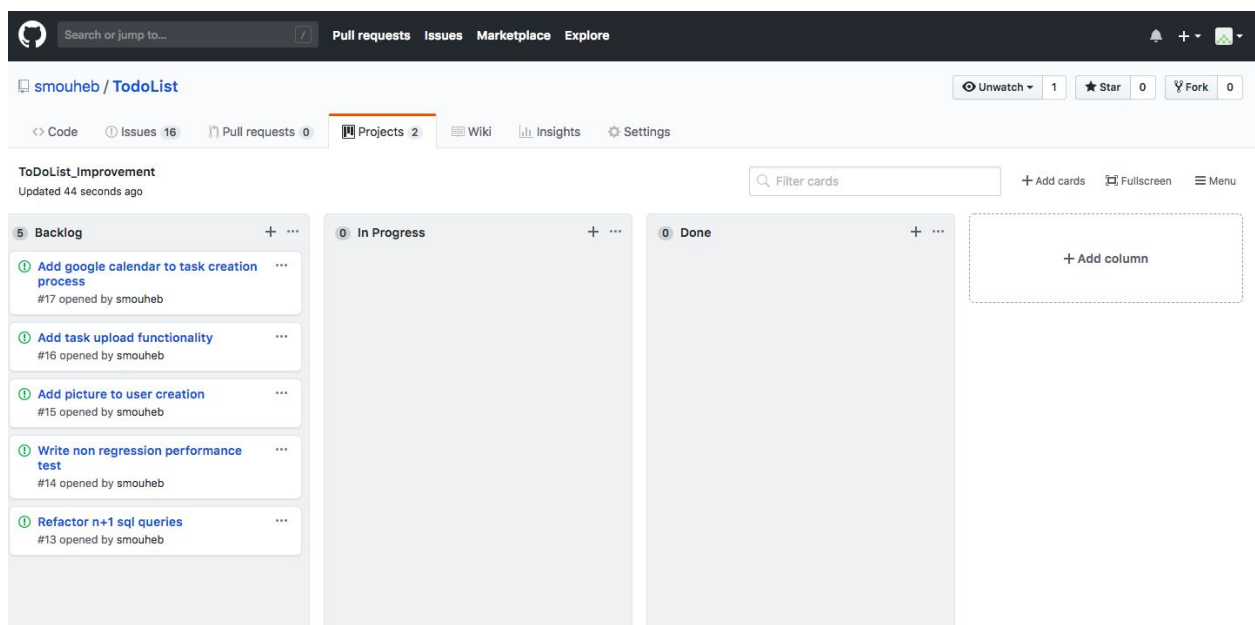 Search or jump to... /
Pull requests Issues Marketplace Explore
smouheb / TodoList
Unwatch 1 Star 0 Fork 0
Code Issues 16 Pull requests 0 Projects 2 Wiki Insights Settings
ToDoList_Improvement
Updated 44 seconds ago
Filter cards
+ Add cards Fullscreen Menu
5 Backlog + ...
Add google calendar to task creation ...
process
#17 opened by smouheb
Add task upload functionality ...
#16 opened by smouheb
Add picture to user creation ...
#15 opened by smouheb
Write non regression performance ...
test
#14 opened by smouheb
Refactor n+1 sql queries ...
#13 opened by smouheb
0 In Progress + ...
0 Done + ...
+ Add column